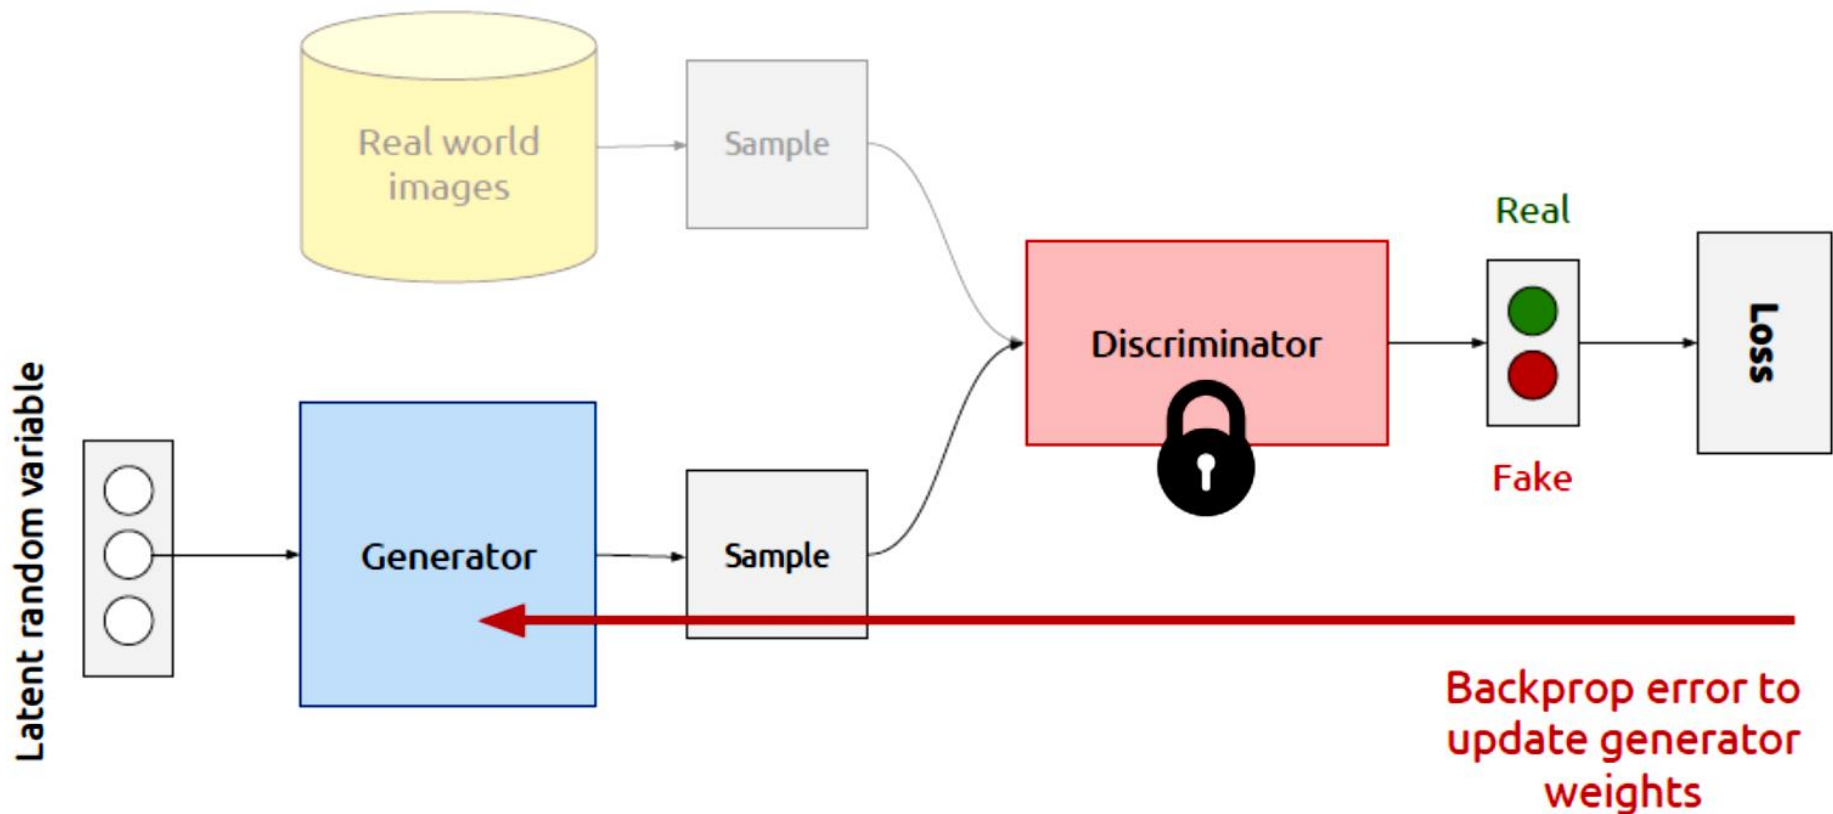 Real world
images
Sample
Real
Discriminator
Loss
Fake
Latent random variable
Generator
Sample
Backprop error to
update generator
weights